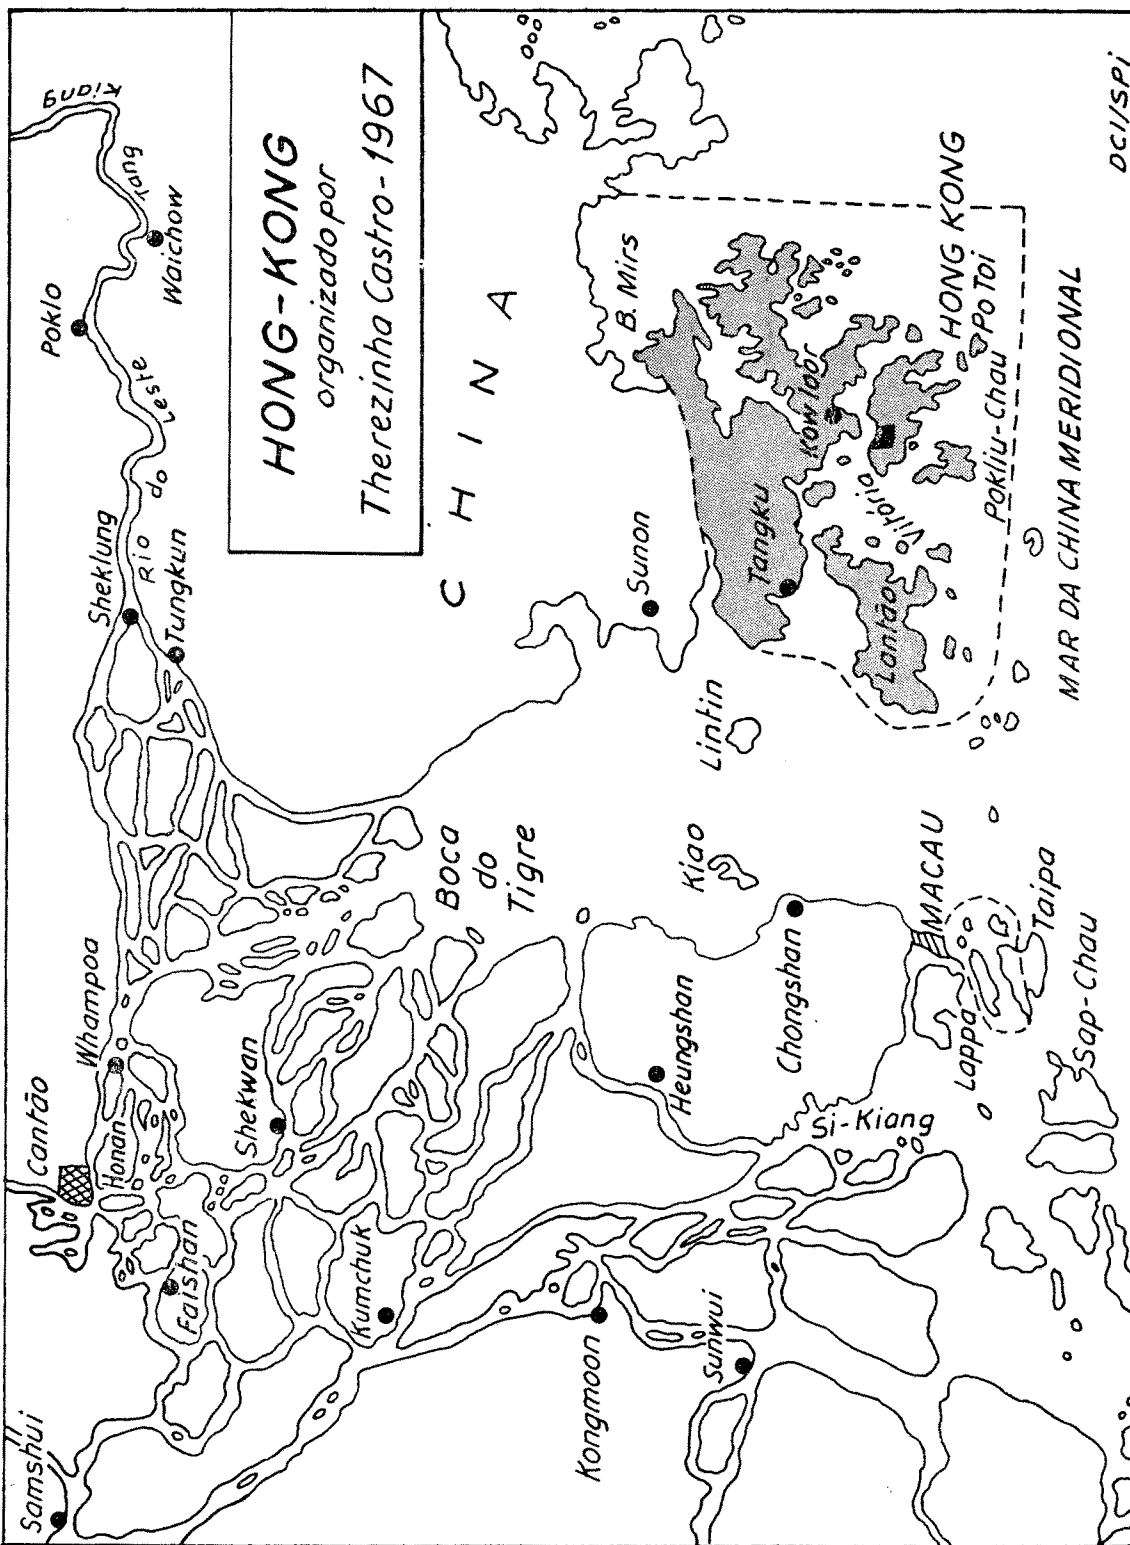 HONG-KONG
organizado por
Therezinha Castro - 1967
Samshui
Cantão
Whampoa
Honan
Faishan
Shekwan
Kumchuk
Kongmoon
Sunwui
Sheklung
Tungkun
Rio do Leste
Poklo
Waichow
Tung Kiang
CHINA
Boca
do
Tigre
Heungshan
Chongshan
Si-Kiang
Kiao
Lintin
Sunon
B. Mirs
Tangku
Kowloor
Vitoria
Lantão
HONG KONG
Po Toi
Pokliu-Chau
MACAU
Lappa
Taipa
Sap-Chau
MAR DA CHINA MERIDIONAL
DCI/SPI